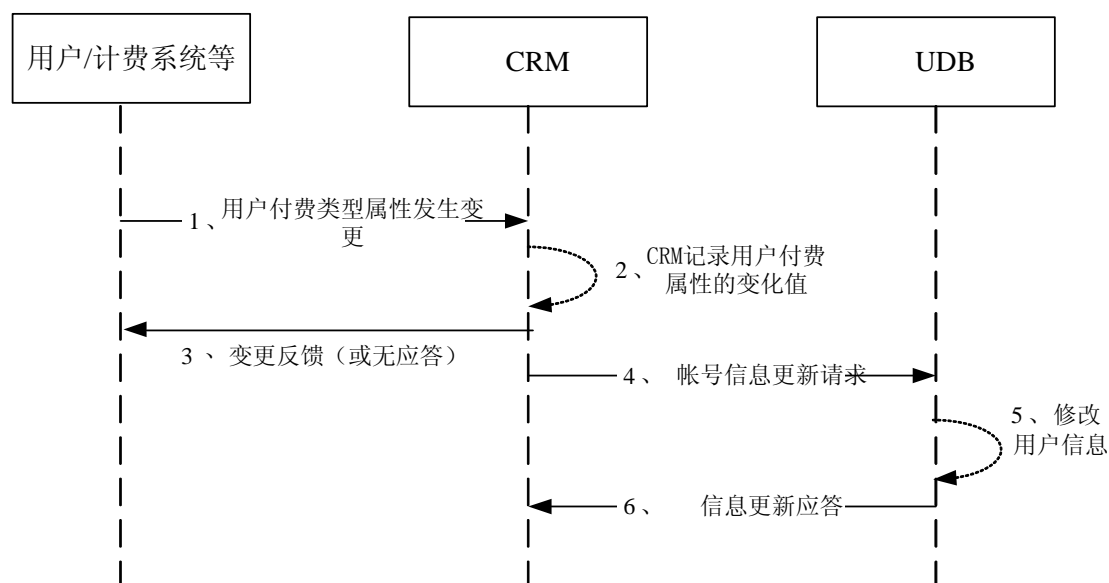 用户/计费系统等
CRM
UDB
1、用户付费类型属性发生变
更
2、CRM记录用户付费
属性的变化值
3、变更反馈（或无应答）
4、帐号信息更新请求
5、修改
用户信息
6、信息更新应答